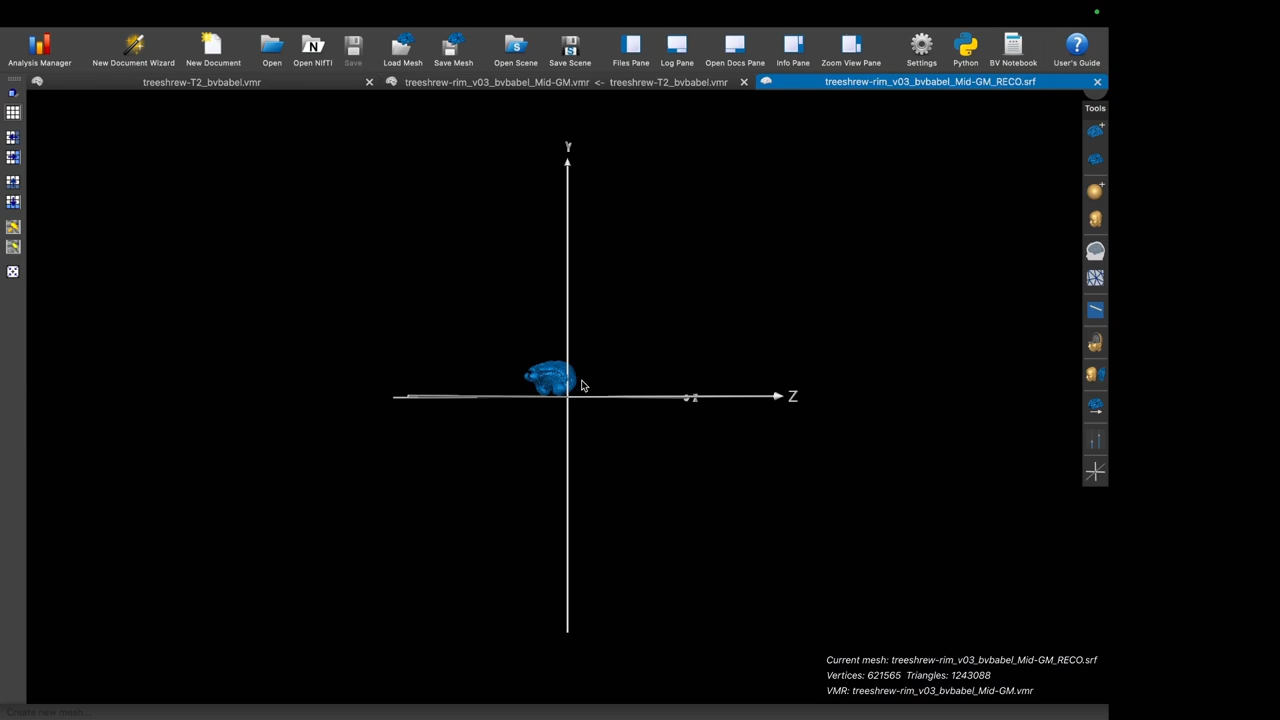 Analysis Manager New Document Wizard New Document Open Open NIfTI Save Load Mesh Save Mesh Open Scene Save Scene Files Pane Log Pane Open Docs Pane Info Pane Zoom View Pane Settings Python BV Notebook User's Guide
treeshrew-T2_bvbabel.vmr treeshrew-rim_v03_bvbabel_Mid-GM.vmr <- treeshrew-T2_bvbabel.vmr treeshrew-rim_v03_bvbabel_Mid-GM_RECO.srf
Tools
Y
Z
Current mesh: treeshrew-rim_v03_bvbabel_Mid-GM_RECO.srf
Vertices: 621565 Triangles: 1243088
VMR: treeshrew-rim_v03_bvbabel_Mid-GM.vmr
Create new mesh...